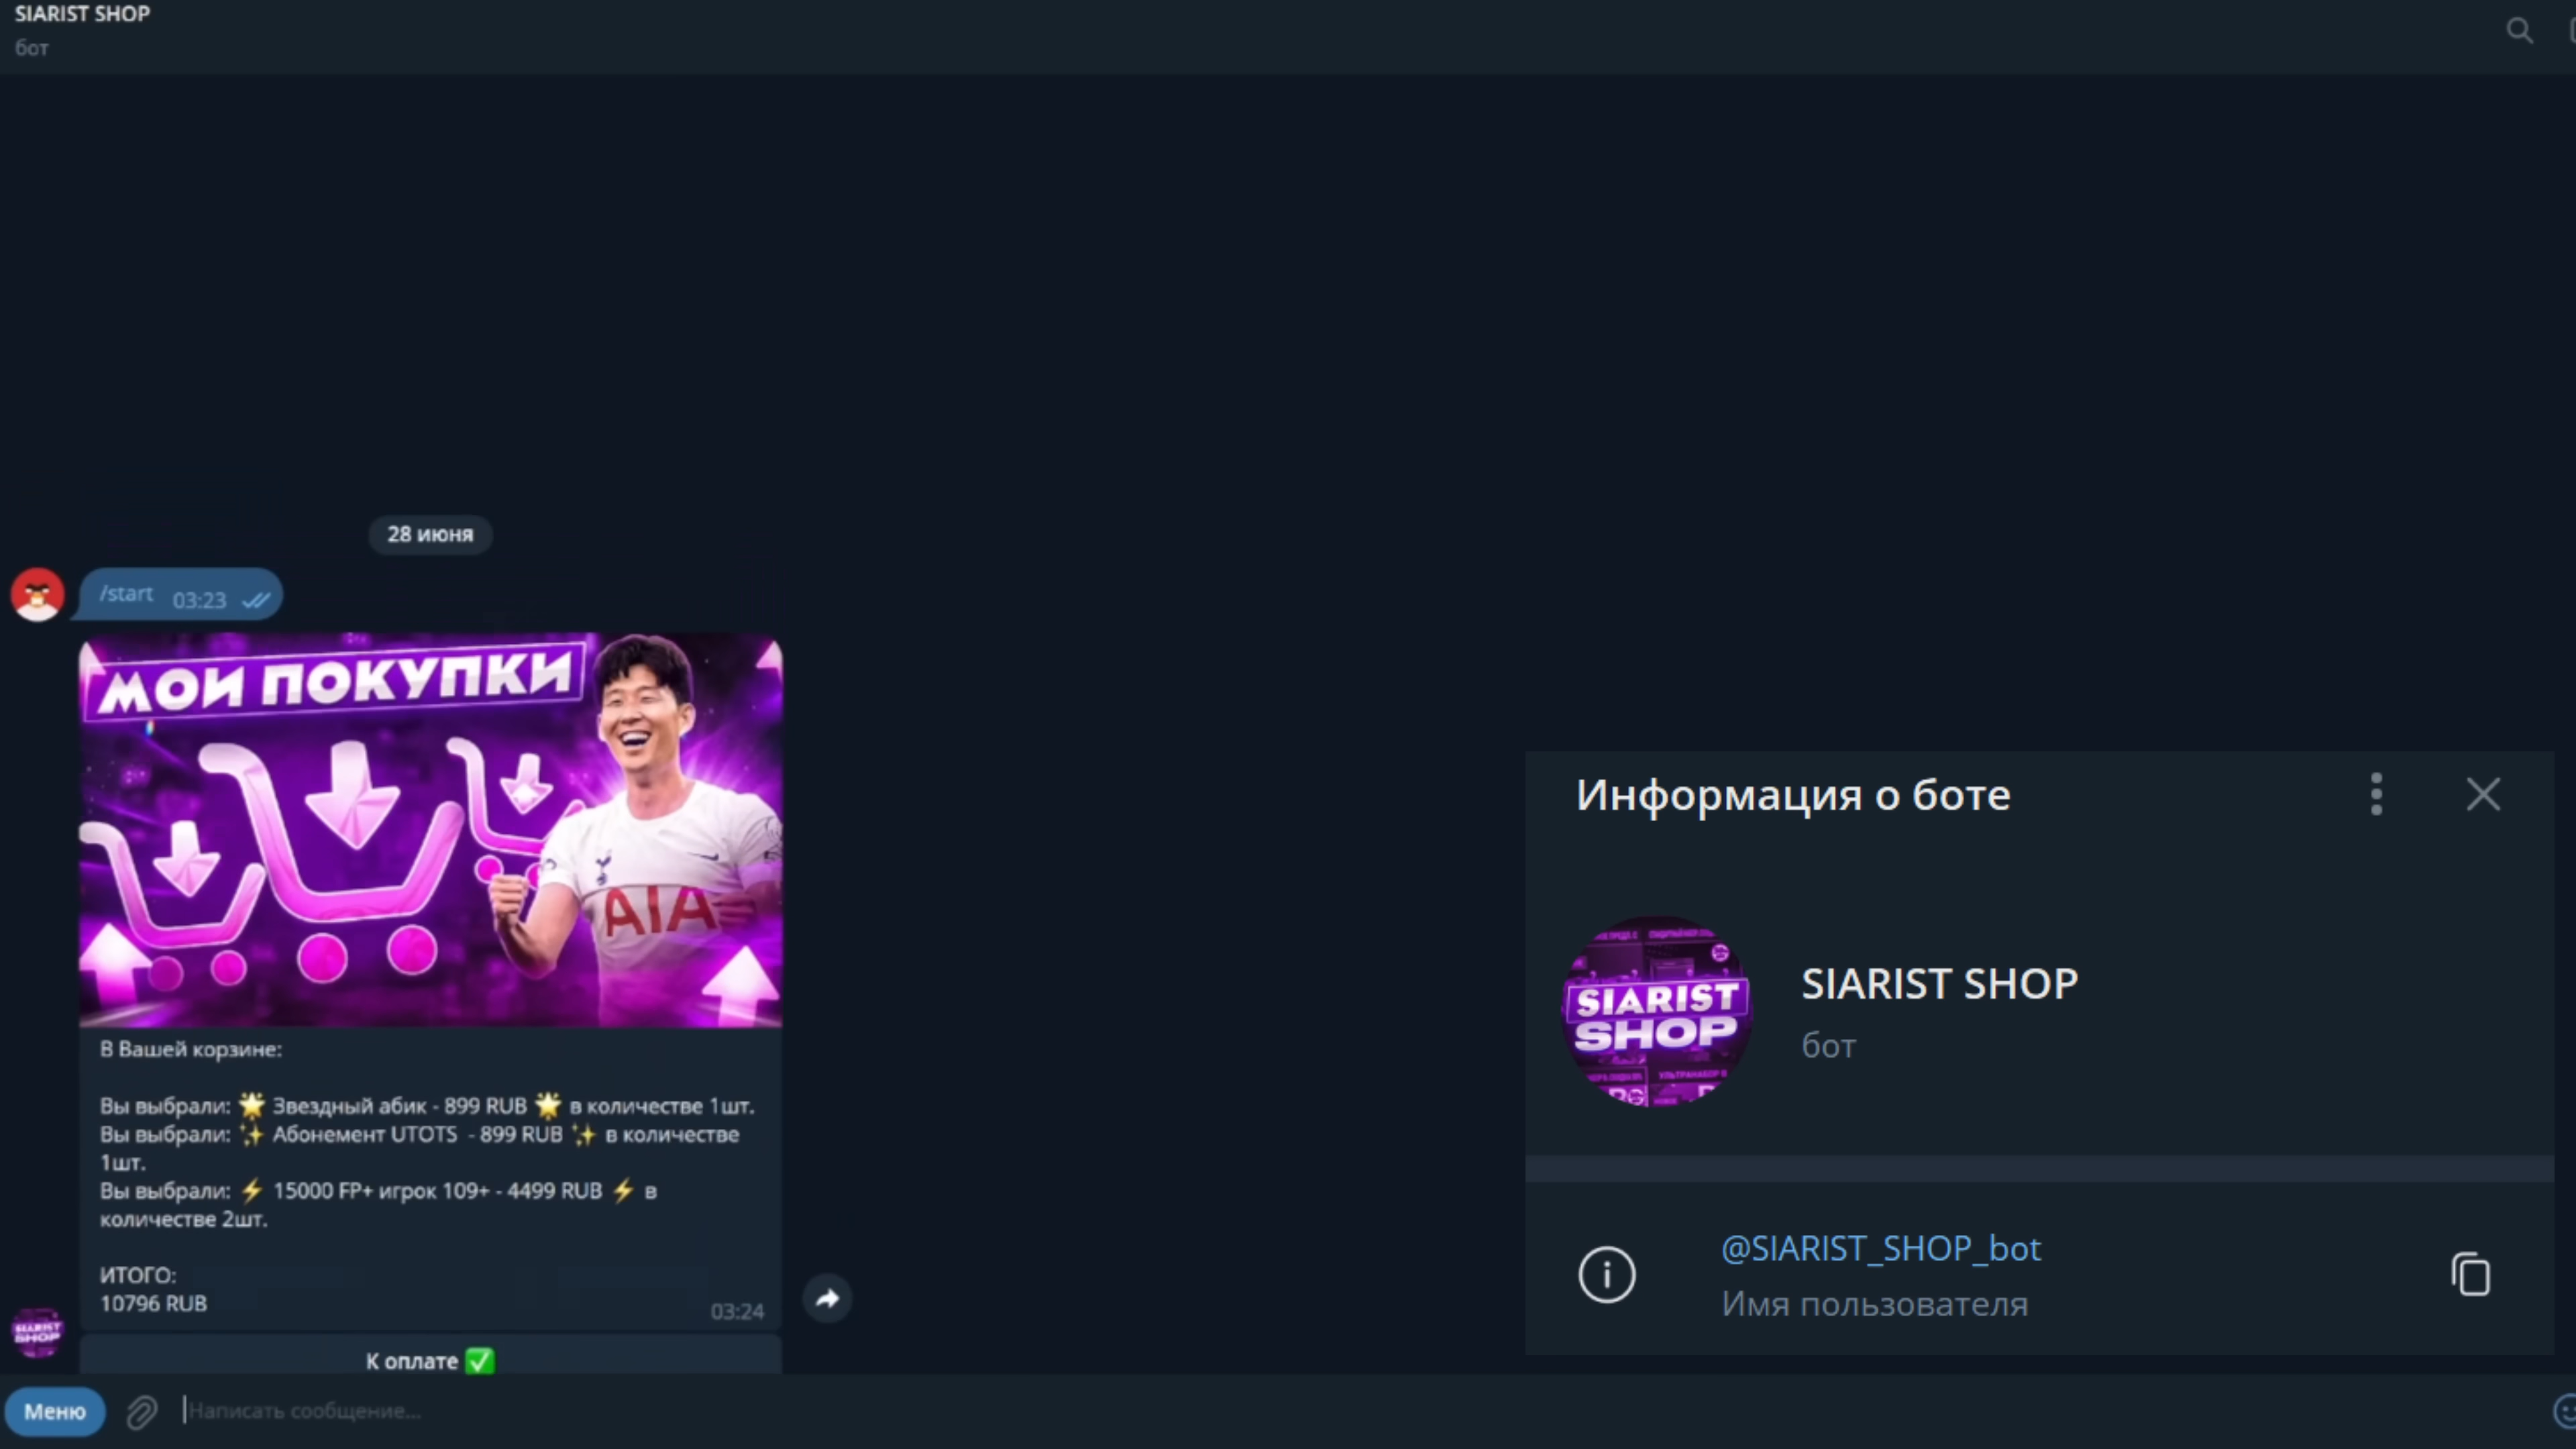 SIARIST SHOP
бот
28 июня
/start 03:23
МОИ ПОКУПКИ
AIA
В Вашей корзине:
Вы выбрали: 🌟 Звездный абик - 899 RUB 🌟 в количестве 1шт.
Вы выбрали: ✨ Абонемент UTOTS - 899 RUB ✨ в количестве
1шт.
Вы выбрали: ⚡ 15000 FP+ игрок 109+ - 4499 RUB ⚡ в
количестве 2шт.
ИТОГО:
10796 RUB
03:24
SIARIST
SHOP
К оплате ✅
Меню
Написать сообщение...
Информация о боте
SIARIST
SHOP
SIARIST SHOP
бот
@SIARIST_SHOP_bot
Имя пользователя